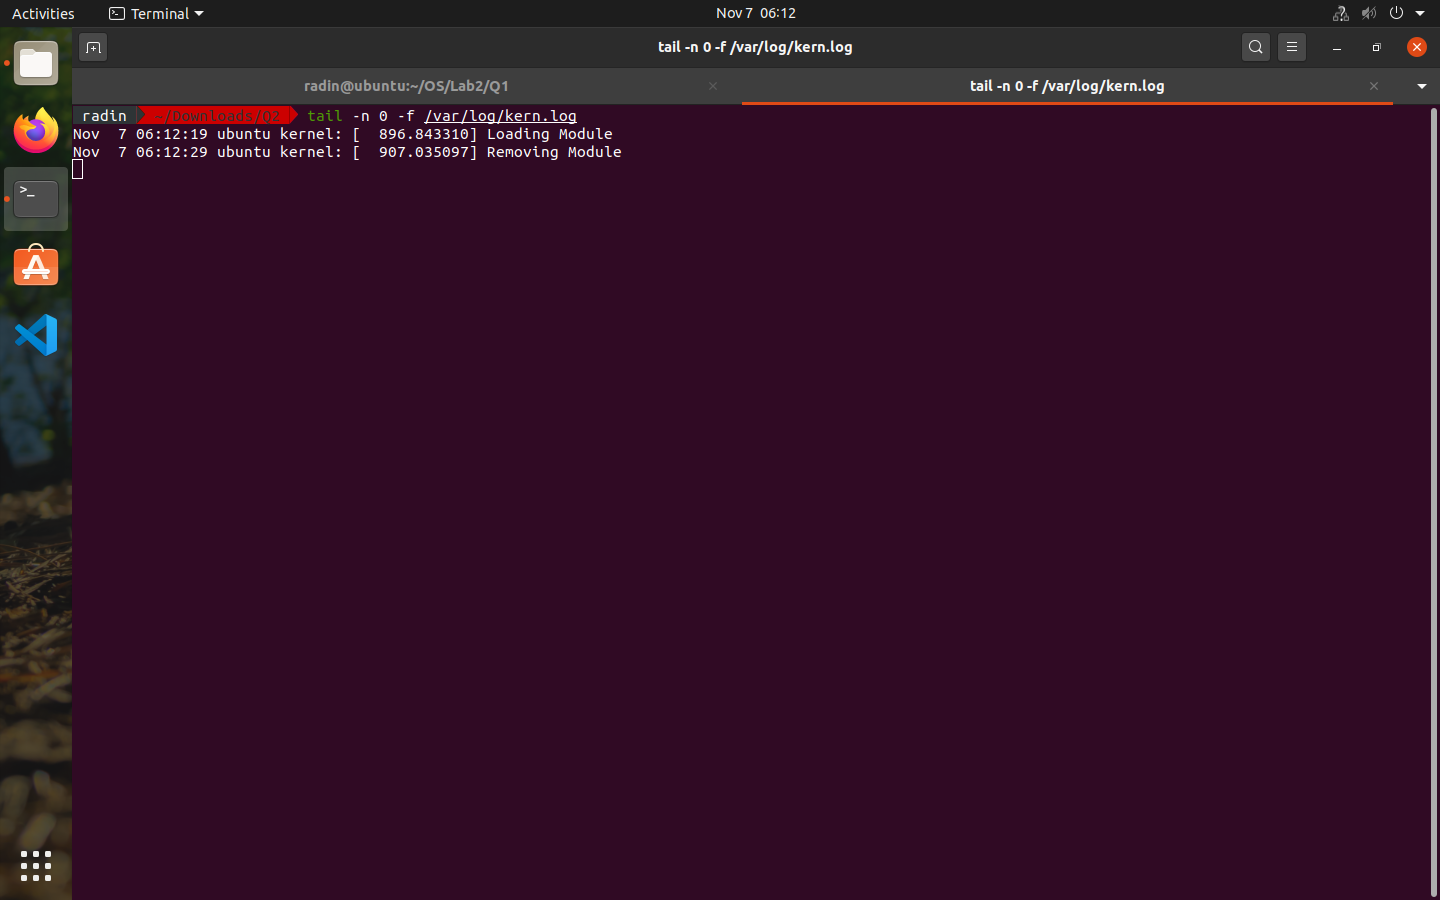 Activities
Terminal
Nov 7 06:12
tail -n 0 -f /var/log/kern.log
radin@ubuntu:~/OS/Lab2/Q1
tail -n 0 -f /var/log/kern.log
radin ~/Downloads/Q2 tail -n 0 -f /var/log/kern.log
Nov  7 06:12:19 ubuntu kernel: [  896.843310] Loading Module
Nov  7 06:12:29 ubuntu kernel: [  907.035097] Removing Module